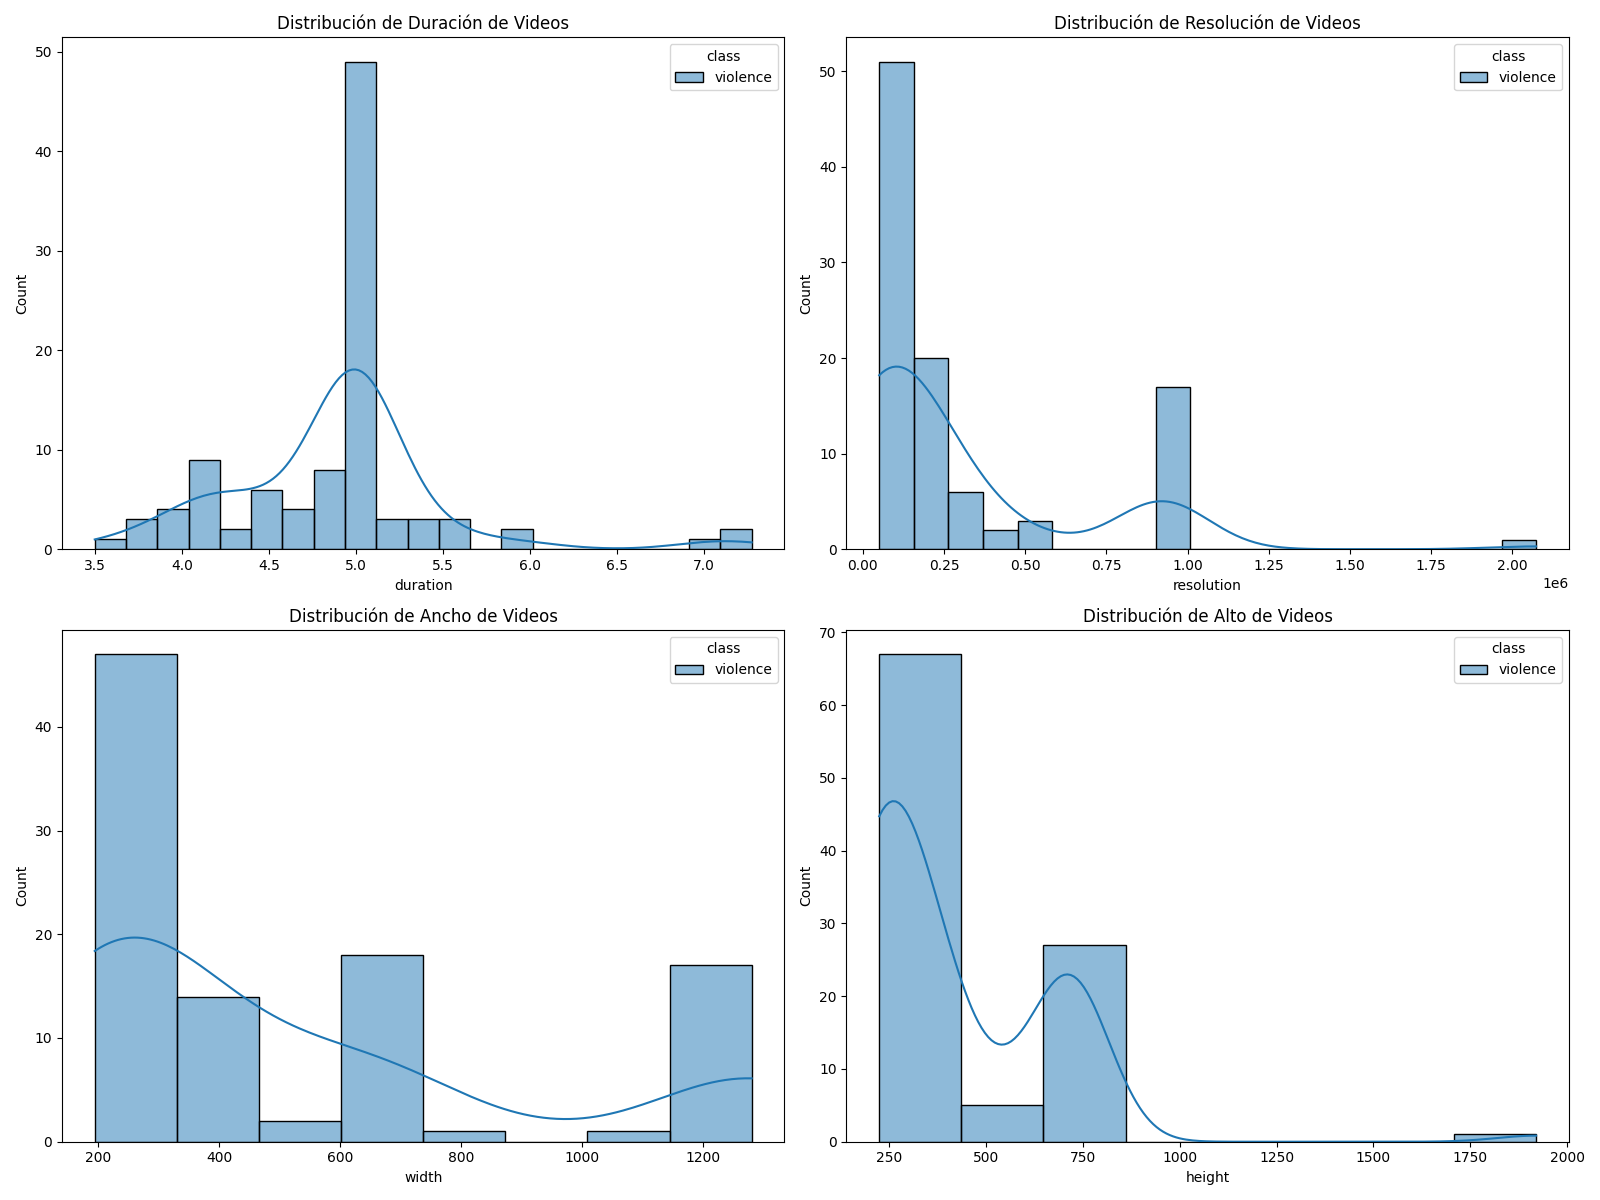 Distribución de Duración de Videos
50
40
30
20
10
0
Count
3.5 4.0 4.5 5.0 5.5 6.0 6.5 7.0
duration
class
violence
Distribución de Resolución de Videos
50
40
30
20
10
0
Count
0.00 0.25 0.50 0.75 1.00 1.25 1.50 1.75 2.00
1e6
resolution
class
violence
Distribución de Ancho de Videos
40
30
20
10
0
Count
200 400 600 800 1000 1200
width
class
violence
Distribución de Alto de Videos
70
60
50
40
30
20
10
0
Count
250 500 750 1000 1250 1500 1750 2000
height
class
violence